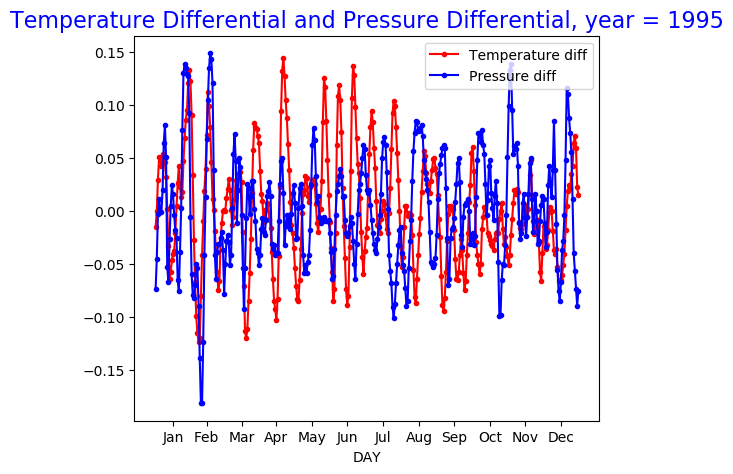 Temperature Differential and Pressure Differential, year = 1995
Temperature diff
Pressure diff
0.15
0.10
0.05
0.00
−0.05
−0.10
−0.15
Jan Feb Mar Apr May Jun Jul Aug Sep Oct Nov Dec
DAY